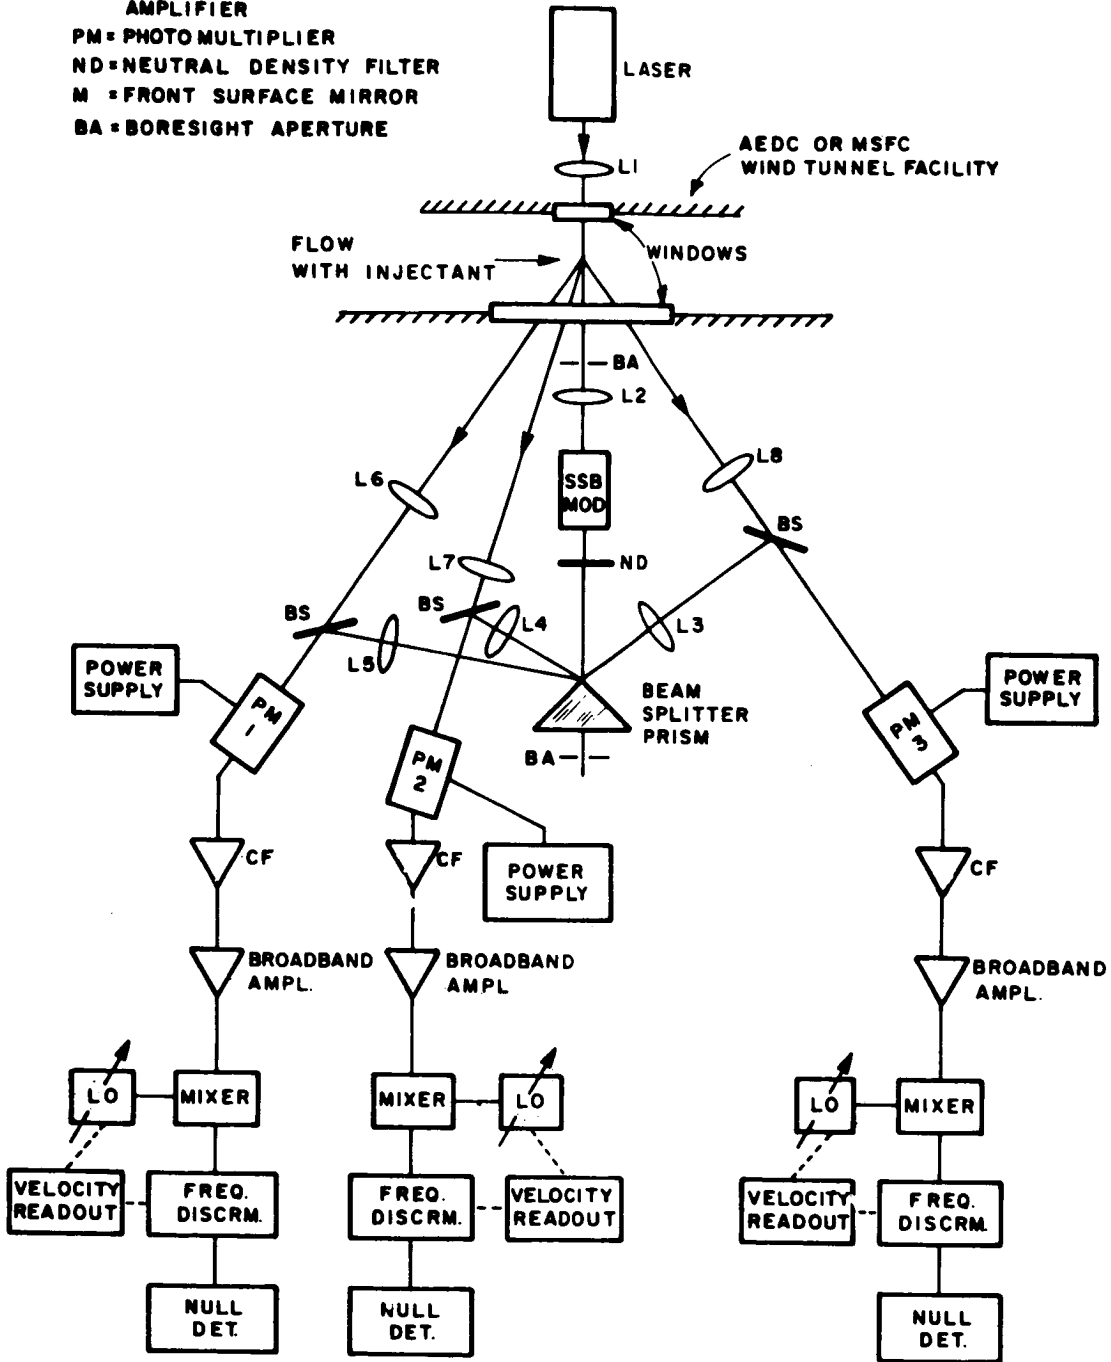 AMPLIFIER
PM = PHOTOMULTIPLIER
ND = NEUTRAL DENSITY FILTER
M = FRONT SURFACE MIRROR
BA = BORESIGHT APERTURE
LASER
L1
AEDC OR MSFC
WIND TUNNEL FACILITY
FLOW
WITH INJECTANT
WINDOWS
BA
L2
L6
SSB
MOD
L8
BS
L7
ND
BS
BS
L4
L3
L5
POWER
SUPPLY
PM
1
BEAM
SPLITTER
PRISM
POWER
SUPPLY
PM
3
PM
2
BA
CF
CF
POWER
SUPPLY
CF
BROADBAND
AMPL.
BROADBAND
AMPL
BROADBAND
AMPL.
LO
MIXER
MIXER
LO
LO
MIXER
VELOCITY
READOUT
FREQ.
DISCRM.
FREQ.
DISCRM.
VELOCITY
READOUT
VELOCITY
READOUT
FREQ.
DISCRM.
NULL
DET.
NULL
DET.
NULL
DET.